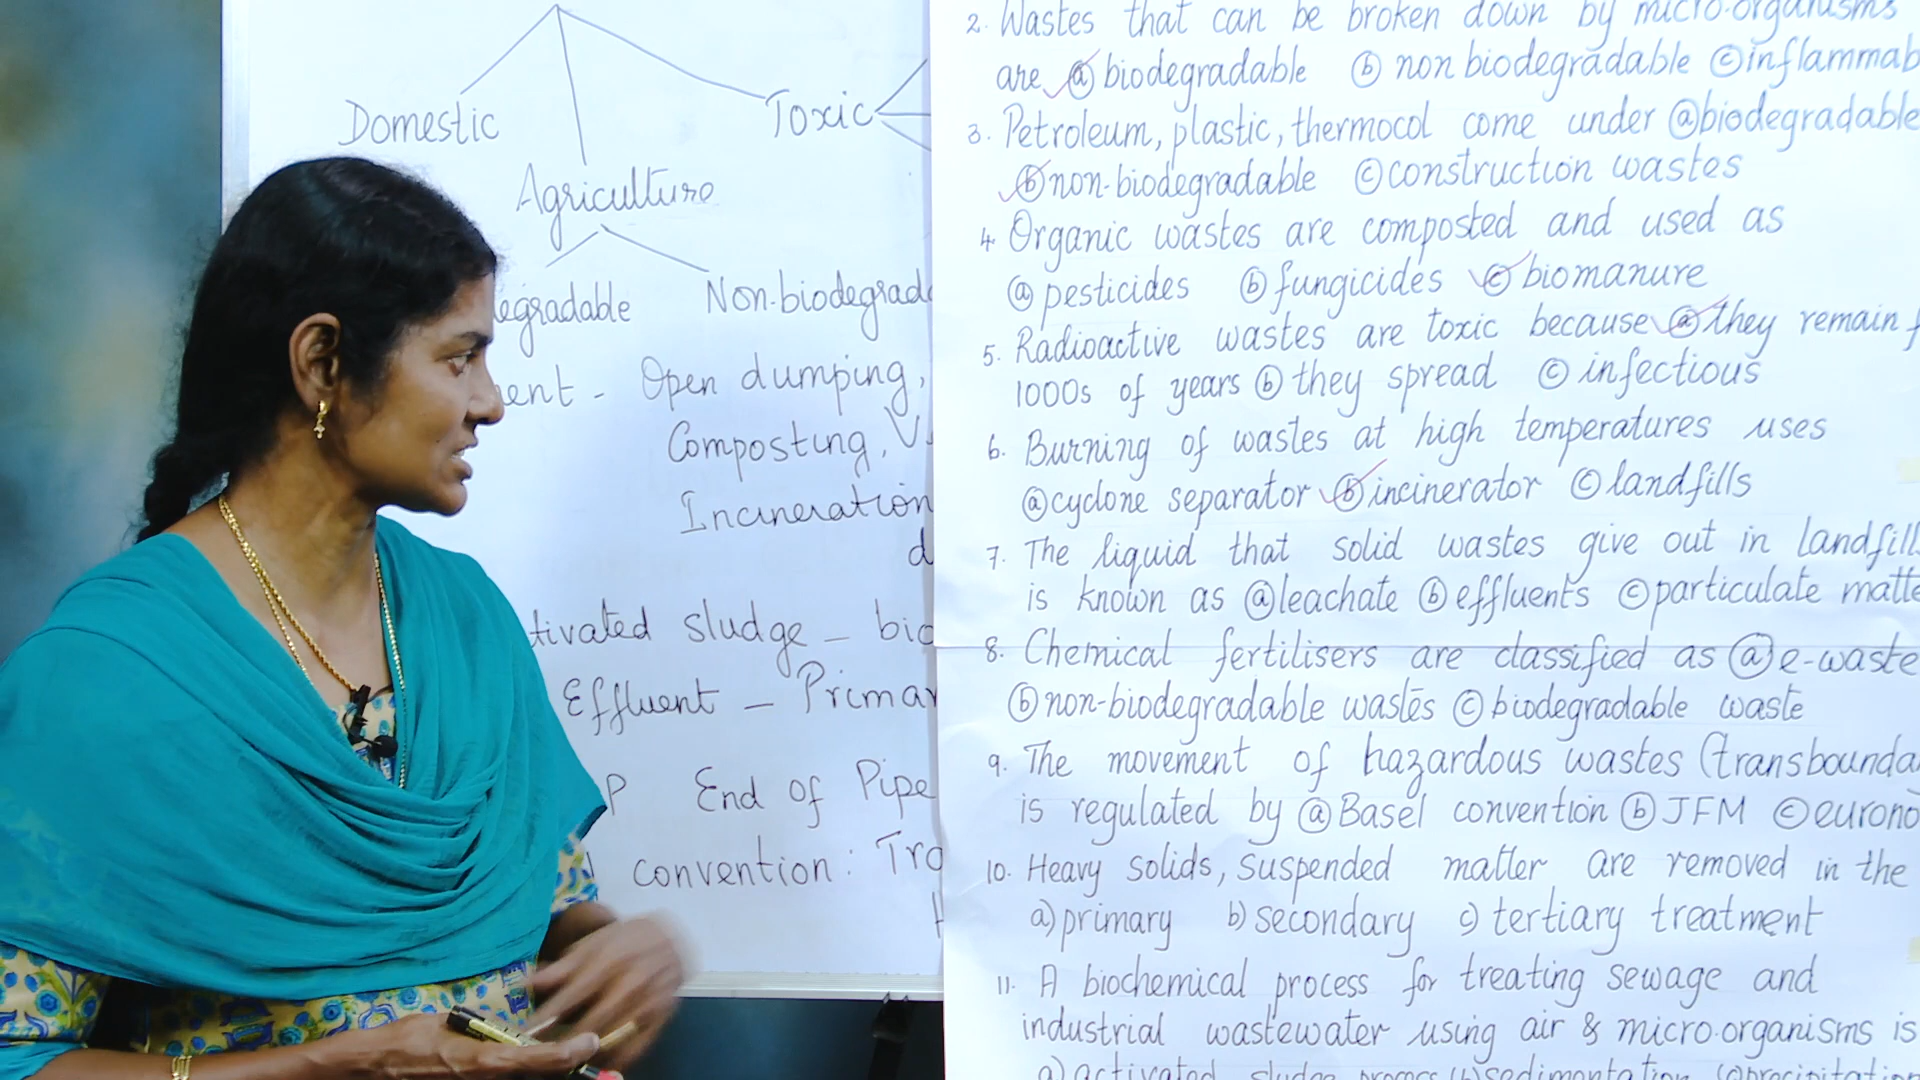 Domestic
Toxic
Agriculture
egradable Non-biodegrad
ent - Open dumping,
Composting, V
Incineration
d
tivated sludge - bio
Effluent - Primar
P End of Pipe
convention: Tra
2. Wastes that can be broken down by micro-organisms
are ⓐ biodegradable ⓑ non biodegradable ⓒ inflammab
3. Petroleum, plastic, thermocol come under ⓐ biodegradable
ⓑ non-biodegradable ⓒ construction wastes
4. Organic wastes are composted and used as
ⓐ pesticides ⓑ fungicides ⓒ biomanure
5. Radioactive wastes are toxic because ⓐ they remain f
1000s of years ⓑ they spread ⓒ infectious
6. Burning of wastes at high temperatures uses
ⓐ cyclone separator ⓑ incinerator ⓒ landfills
7. The liquid that solid wastes give out in landfills
is known as ⓐ leachate ⓑ effluents ⓒ particulate matte
8. Chemical fertilisers are classified as ⓐ e-waste
ⓑ non-biodegradable wastes ⓒ biodegradable waste
9. The movement of hazardous wastes (transbounda
is regulated by ⓐ Basel convention ⓑ JFM ⓒ eurono
10. Heavy solids, suspended matter are removed in the
a) primary b) secondary c) tertiary treatment
11. A biochemical process for treating sewage and
industrial wastewater using air & micro-organisms is
a) activated sludge process (b) sedimentation (c) precipitation